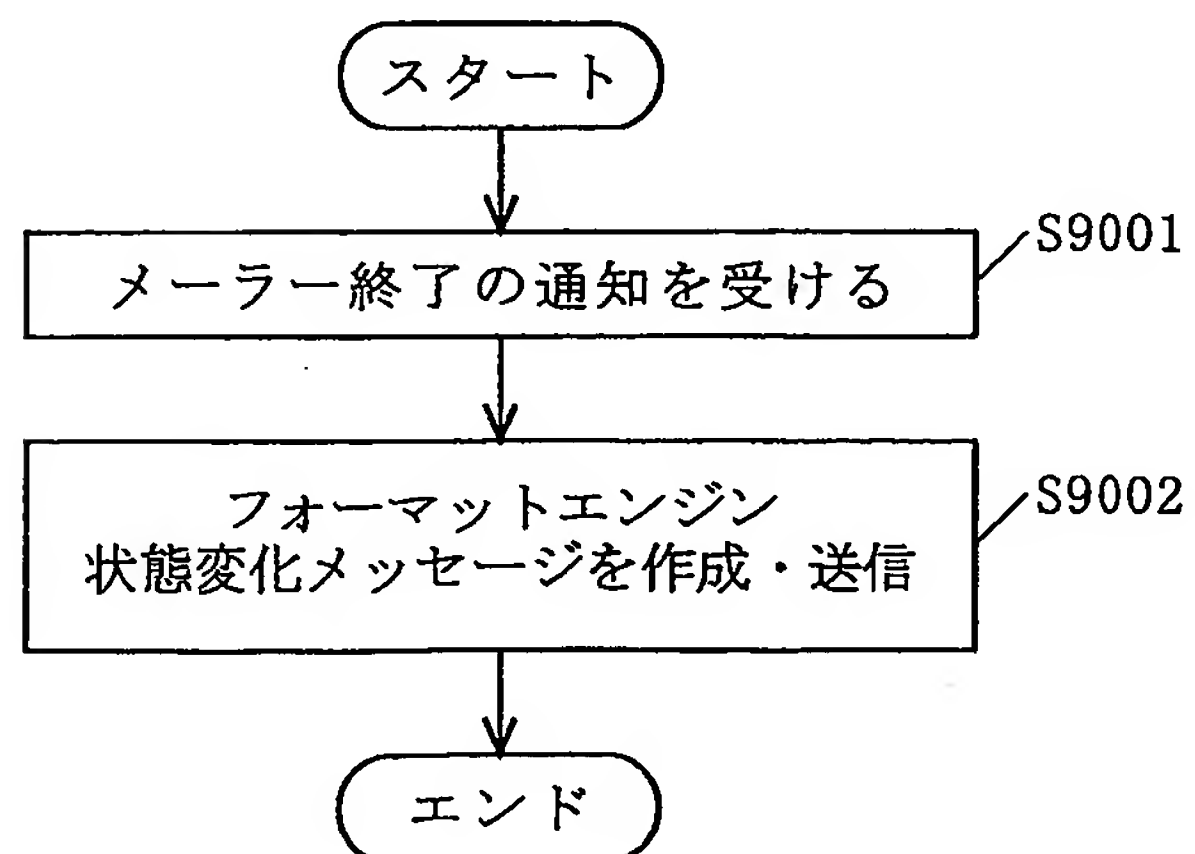 スタート
メーラー終了の通知を受ける
S9001
フォーマットエンジン
状態変化メッセージを作成・送信
S9002
エンド